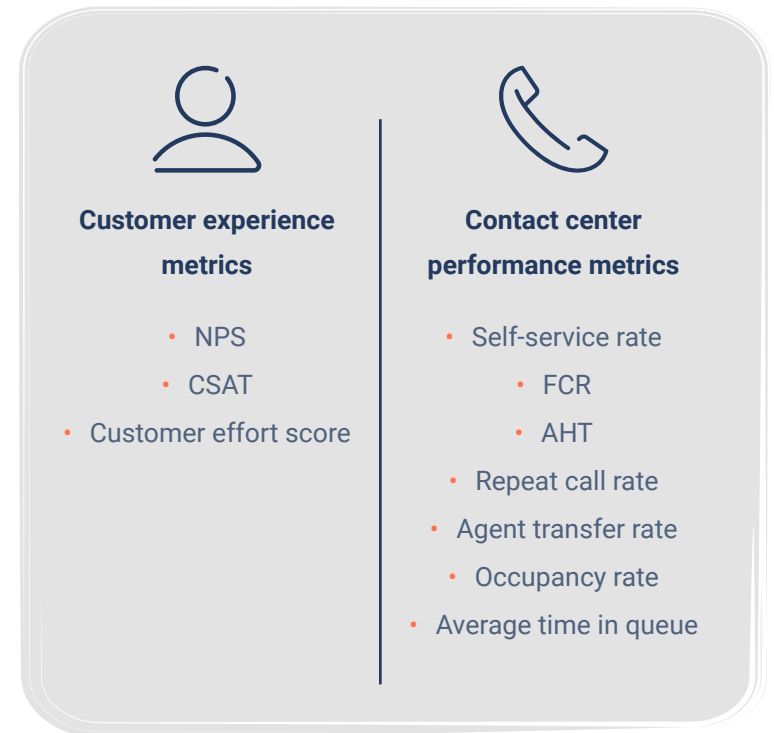 Customer experience
metrics
• NPS
• CSAT
• Customer effort score
Contact center
performance metrics
• Self-service rate
• FCR
• AHT
• Repeat call rate
• Agent transfer rate
• Occupancy rate
• Average time in queue